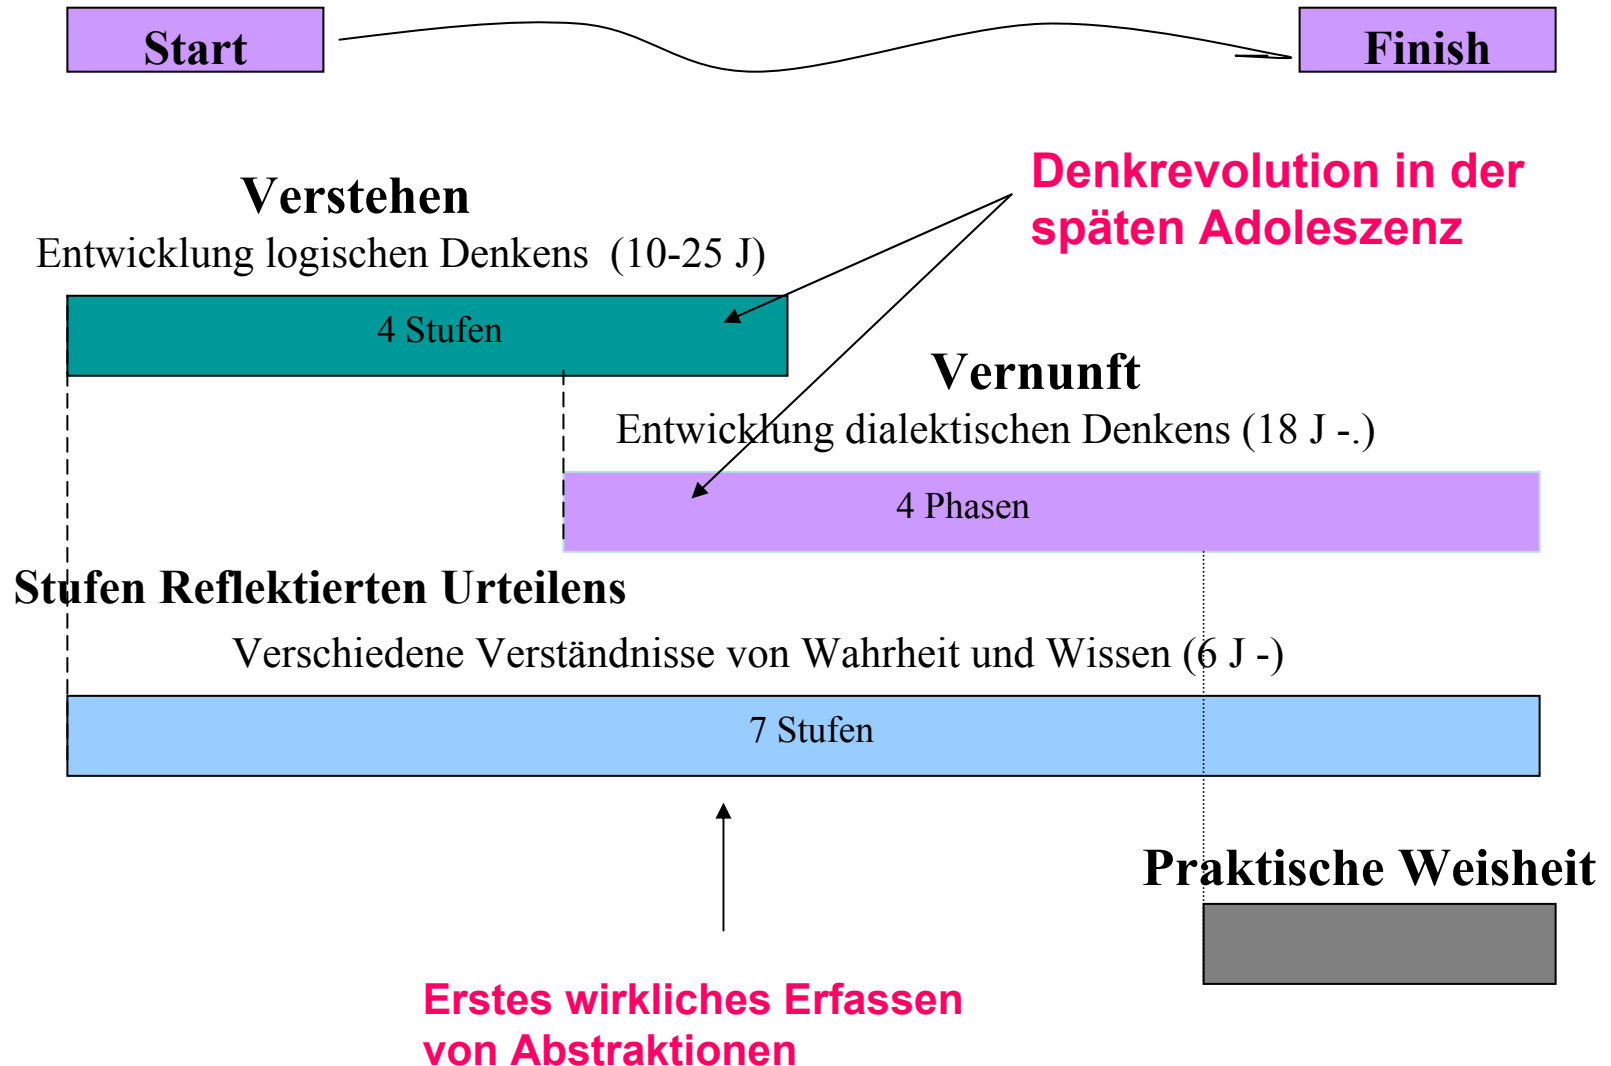 Start
Finish
Denkrevolution in der
späten Adoleszenz
Verstehen
Entwicklung logischen Denkens (10-25 J)
4 Stufen
Vernunft
Entwicklung dialektischen Denkens (18 J -.)
4 Phasen
Stufen Reflektierten Urteilens
Verschiedene Verständnisse von Wahrheit und Wissen (6 J -)
7 Stufen
Praktische Weisheit
Erstes wirkliches Erfassen
von Abstraktionen